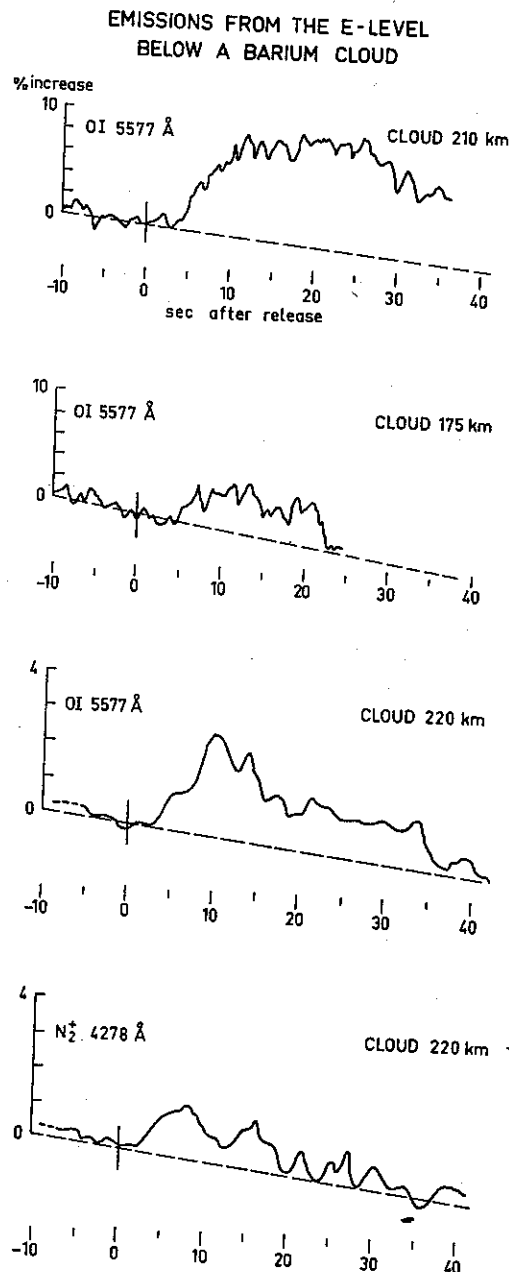 EMISSIONS FROM THE E-LEVEL
BELOW A BARIUM CLOUD
% increase
10
OI 5577 Å
CLOUD 210 km
0
-10 0 10 20 30 40
sec after release
10
OI 5577 Å
CLOUD 175 km
0
-10 0 10 20 30 40
4
OI 5577 Å
CLOUD 220 km
0
-10 0 10 20 30 40
4
N₂⁺. 4278 Å
CLOUD 220 km
0
-10 0 10 20 30 40